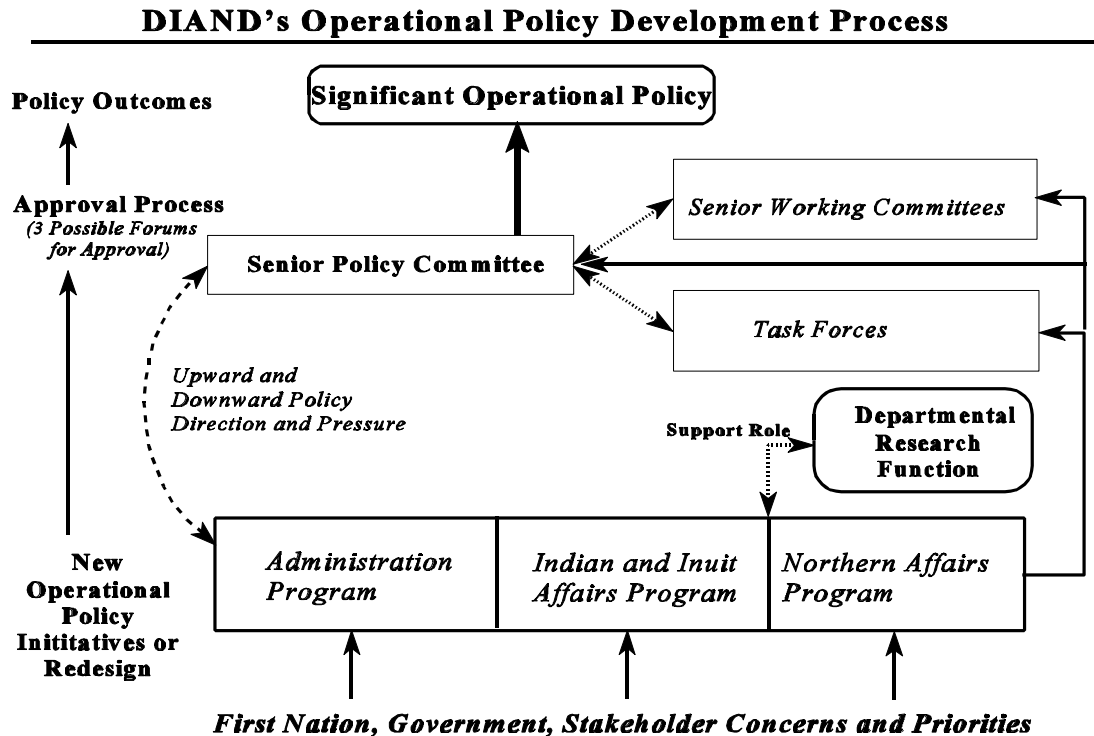 DIAND's Operational Policy Development Process
Significant Operational Policy
Policy Outcomes
Approval Process
(3 Possible Forums
for Approval)
Senior Working Committees
Senior Policy Committee
Task Forces
Upward and
Downward Policy
Direction and Pressure
Support Role
Departmental
Research
Function
New
Operational
Policy
Inititatives or
Redesign
Administration
Program
Indian and Inuit
Affairs Program
Northern Affairs
Program
First Nation, Government, Stakeholder Concerns and Priorities